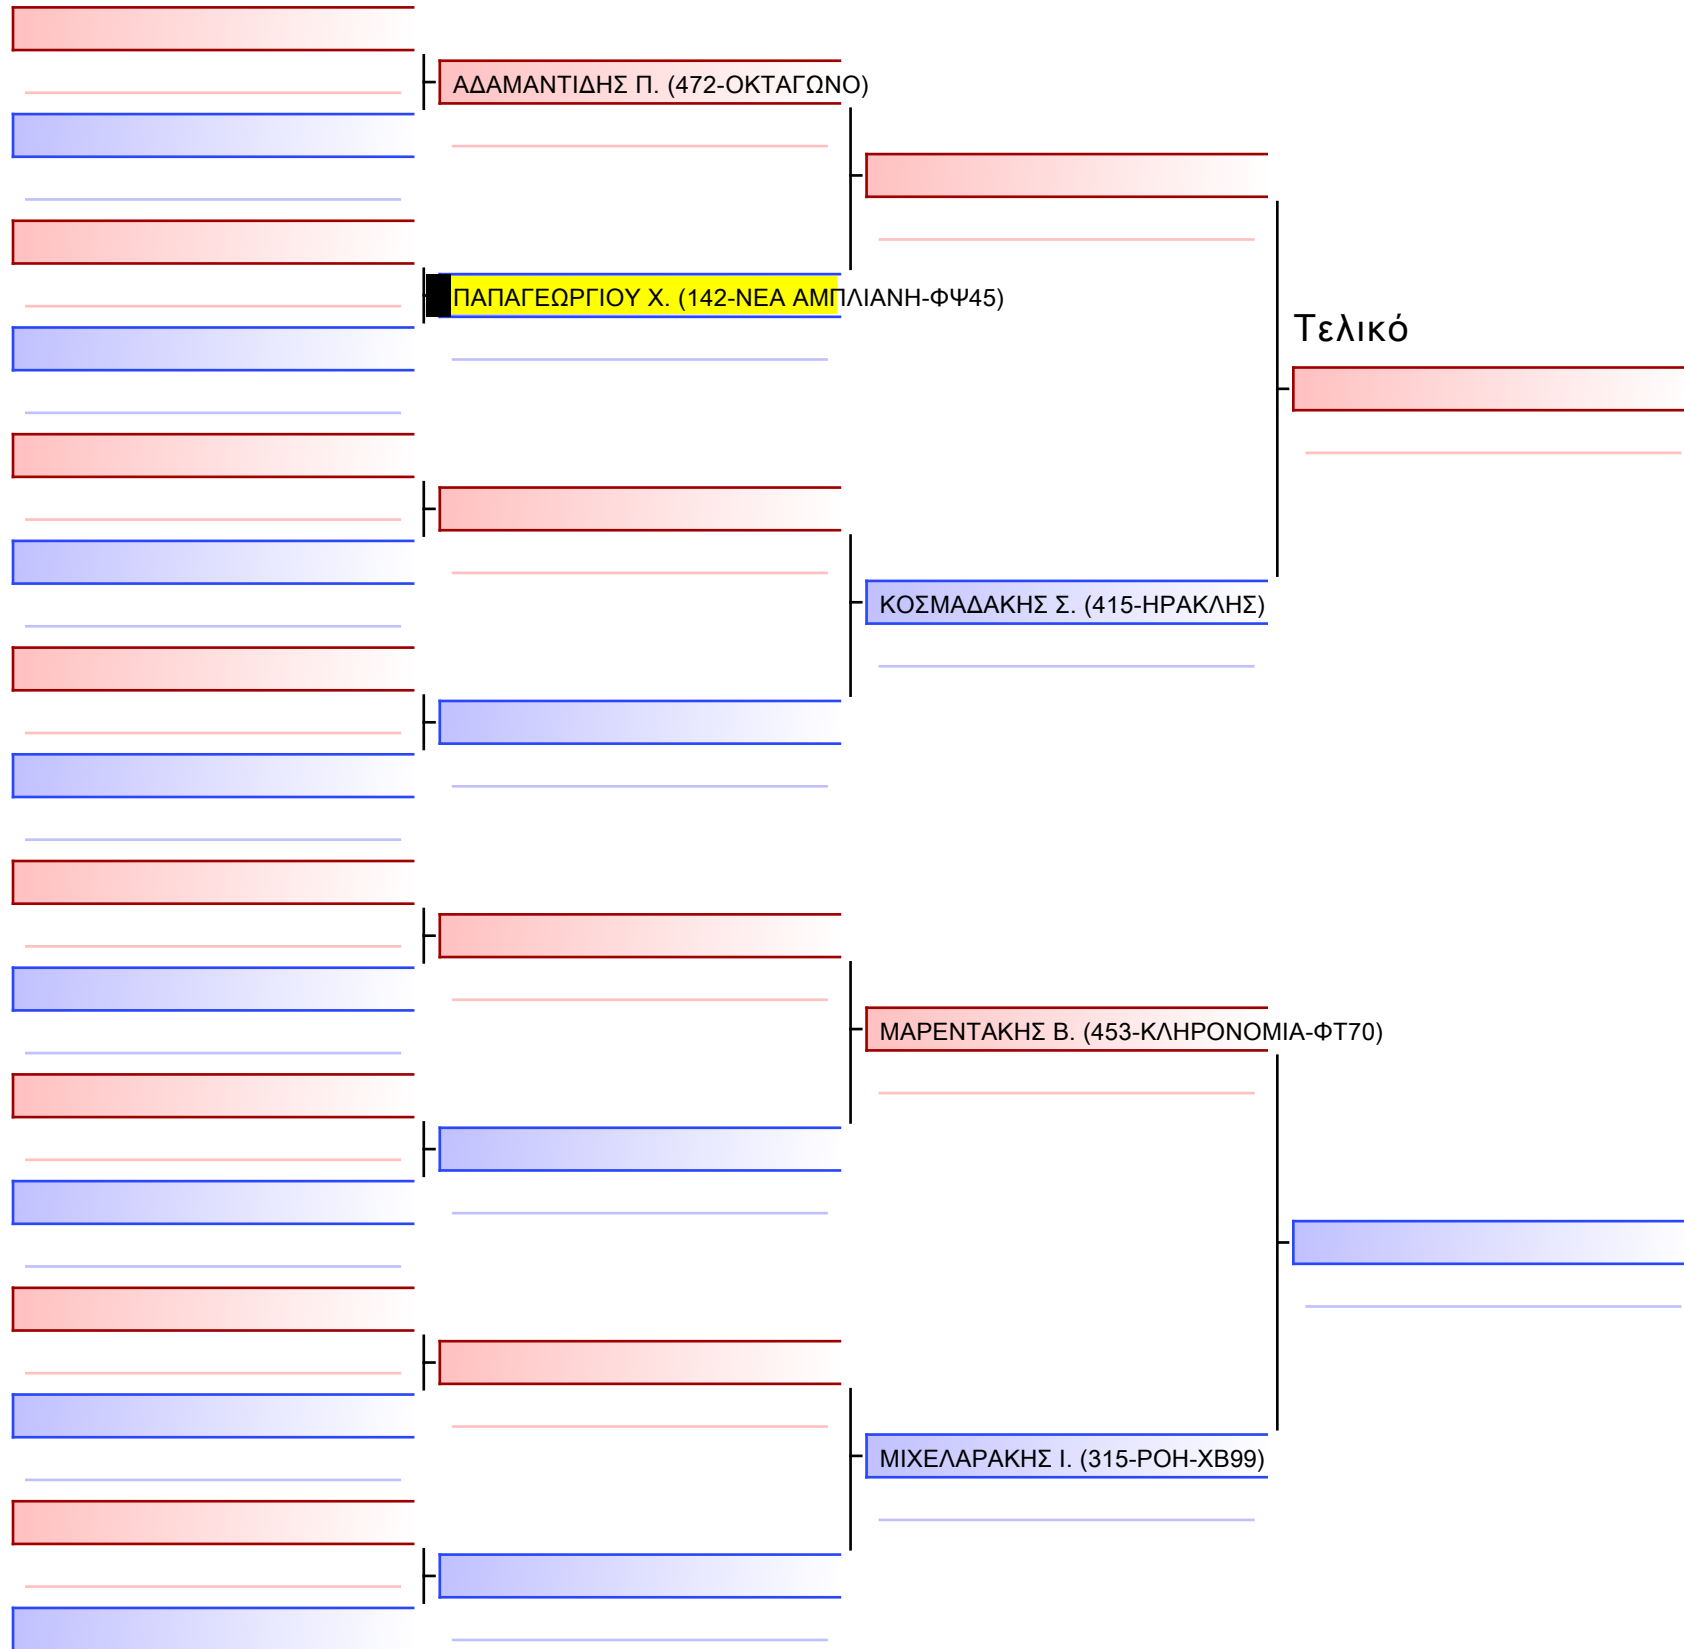 ΑΔΑΜΑΝΤΙΔΗΣ Π. (472-ΟΚΤΑΓΩΝΟ)
ΠΑΠΑΓΕΩΡΓΙΟΥ Χ. (142-ΝΕΑ ΑΜΠΛΙΑΝΗ-ΦΨ45)
Τελικό
ΚΟΣΜΑΔΑΚΗΣ Σ. (415-ΗΡΑΚΛΗΣ)
ΜΑΡΕΝΤΑΚΗΣ Β. (453-ΚΛΗΡΟΝΟΜΙΑ-ΦΤ70)
ΜΙΧΕΛΑΡΑΚΗΣ Ι. (315-ΡΟΗ-ΧΒ99)